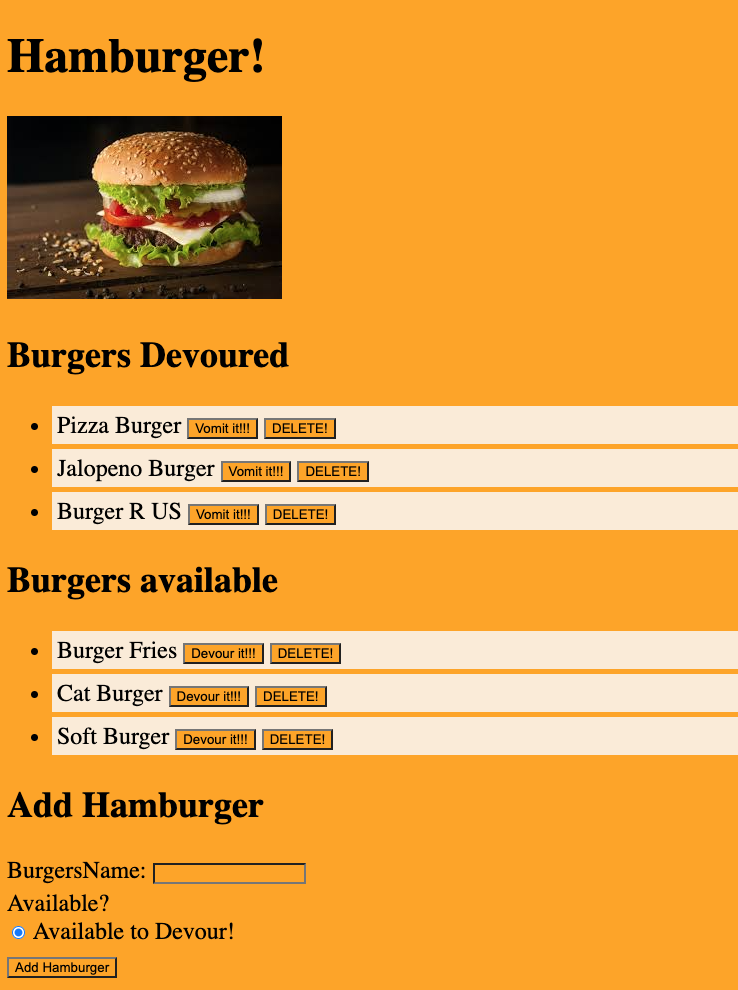 Hamburger!
Burgers Devoured
Pizza Burger Vomit it!!! DELETE!
Jalopeno Burger Vomit it!!! DELETE!
Burger R US Vomit it!!! DELETE!
Burgers available
Burger Fries Devour it!!! DELETE!
Cat Burger Devour it!!! DELETE!
Soft Burger Devour it!!! DELETE!
Add Hamburger
BurgersName:
Available?
Available to Devour!
Add Hamburger